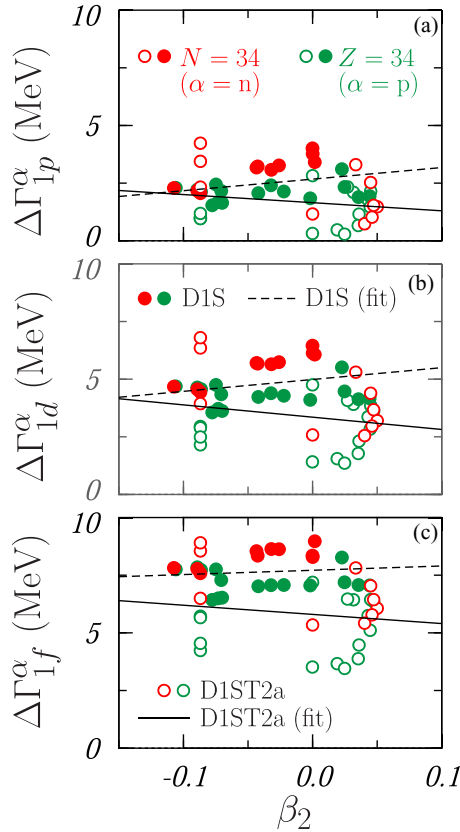 10
(a)
N = 34
Z = 34
(α = n)
(α = p)
ΔΓ^α_{1p} (MeV)
5
0
10
(b)
D1S
D1S (fit)
ΔΓ^α_{1d} (MeV)
5
0
10
(c)
ΔΓ^α_{1f} (MeV)
5
D1ST2a
D1ST2a (fit)
0
-0.1
0.0
0.1
β₂